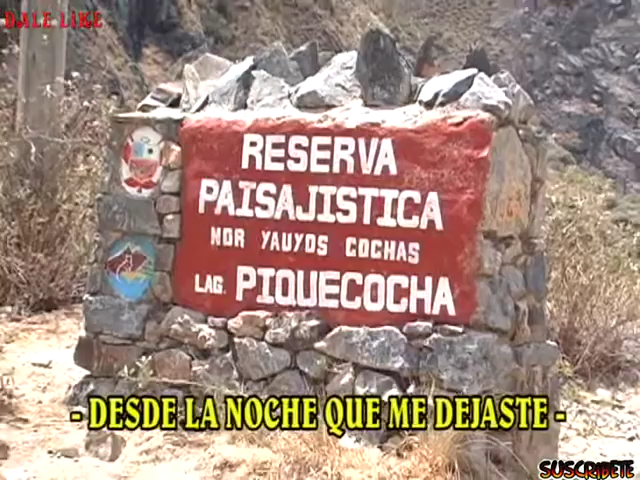 DALE LIKE
RESERVA
PAISAJISTICA
NOR YAUYOS COCHAS
LAG. PIQUECOCHA
- DESDE LA NOCHE QUE ME DEJASTE -
SUSCRIBETE